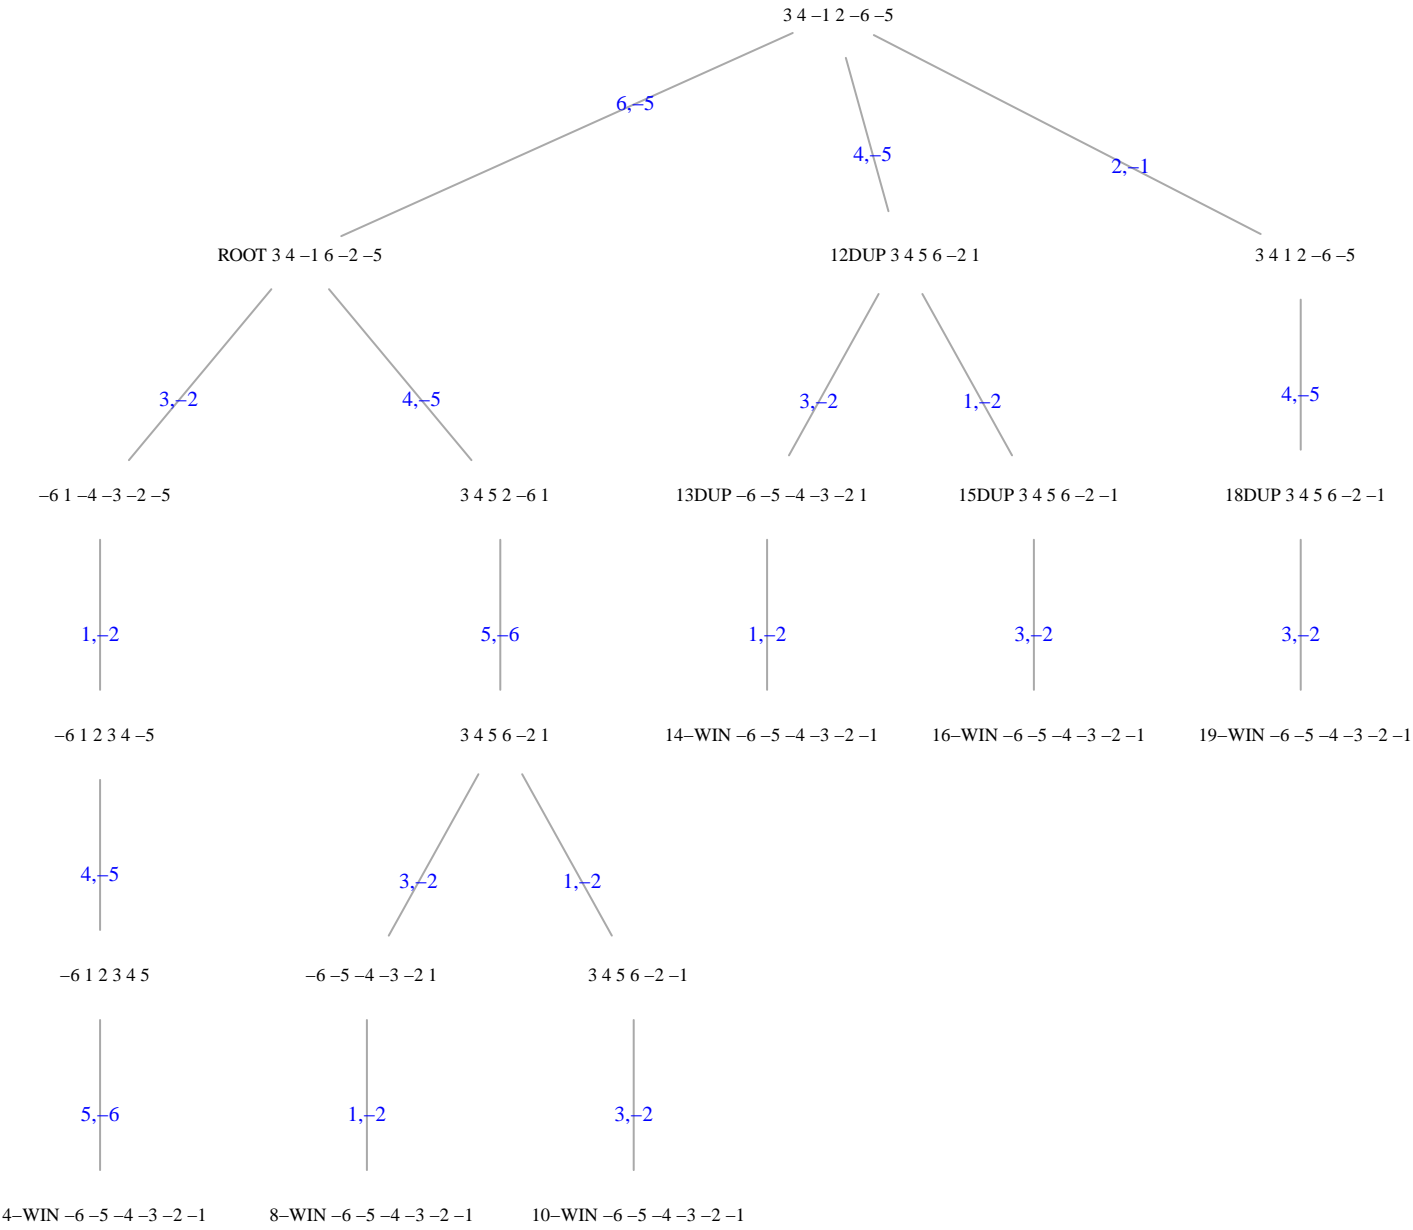 3 4 −1 2 −6 −5
6,−5
4,−5
2,−1
ROOT 3 4 −1 6 −2 −5
12DUP 3 4 5 6 −2 1
3 4 1 2 −6 −5
3,−2
4,−5
3,−2
1,−2
4,−5
−6 1 −4 −3 −2 −5
3 4 5 2 −6 1
13DUP −6 −5 −4 −3 −2 1
15DUP 3 4 5 6 −2 −1
18DUP 3 4 5 6 −2 −1
1,−2
5,−6
1,−2
3,−2
3,−2
−6 1 2 3 4 −5
3 4 5 6 −2 1
14−WIN −6 −5 −4 −3 −2 −1
16−WIN −6 −5 −4 −3 −2 −1
19−WIN −6 −5 −4 −3 −2 −1
4,−5
3,−2
1,−2
−6 1 2 3 4 5
−6 −5 −4 −3 −2 1
3 4 5 6 −2 −1
5,−6
1,−2
3,−2
4−WIN −6 −5 −4 −3 −2 −1
8−WIN −6 −5 −4 −3 −2 −1
10−WIN −6 −5 −4 −3 −2 −1